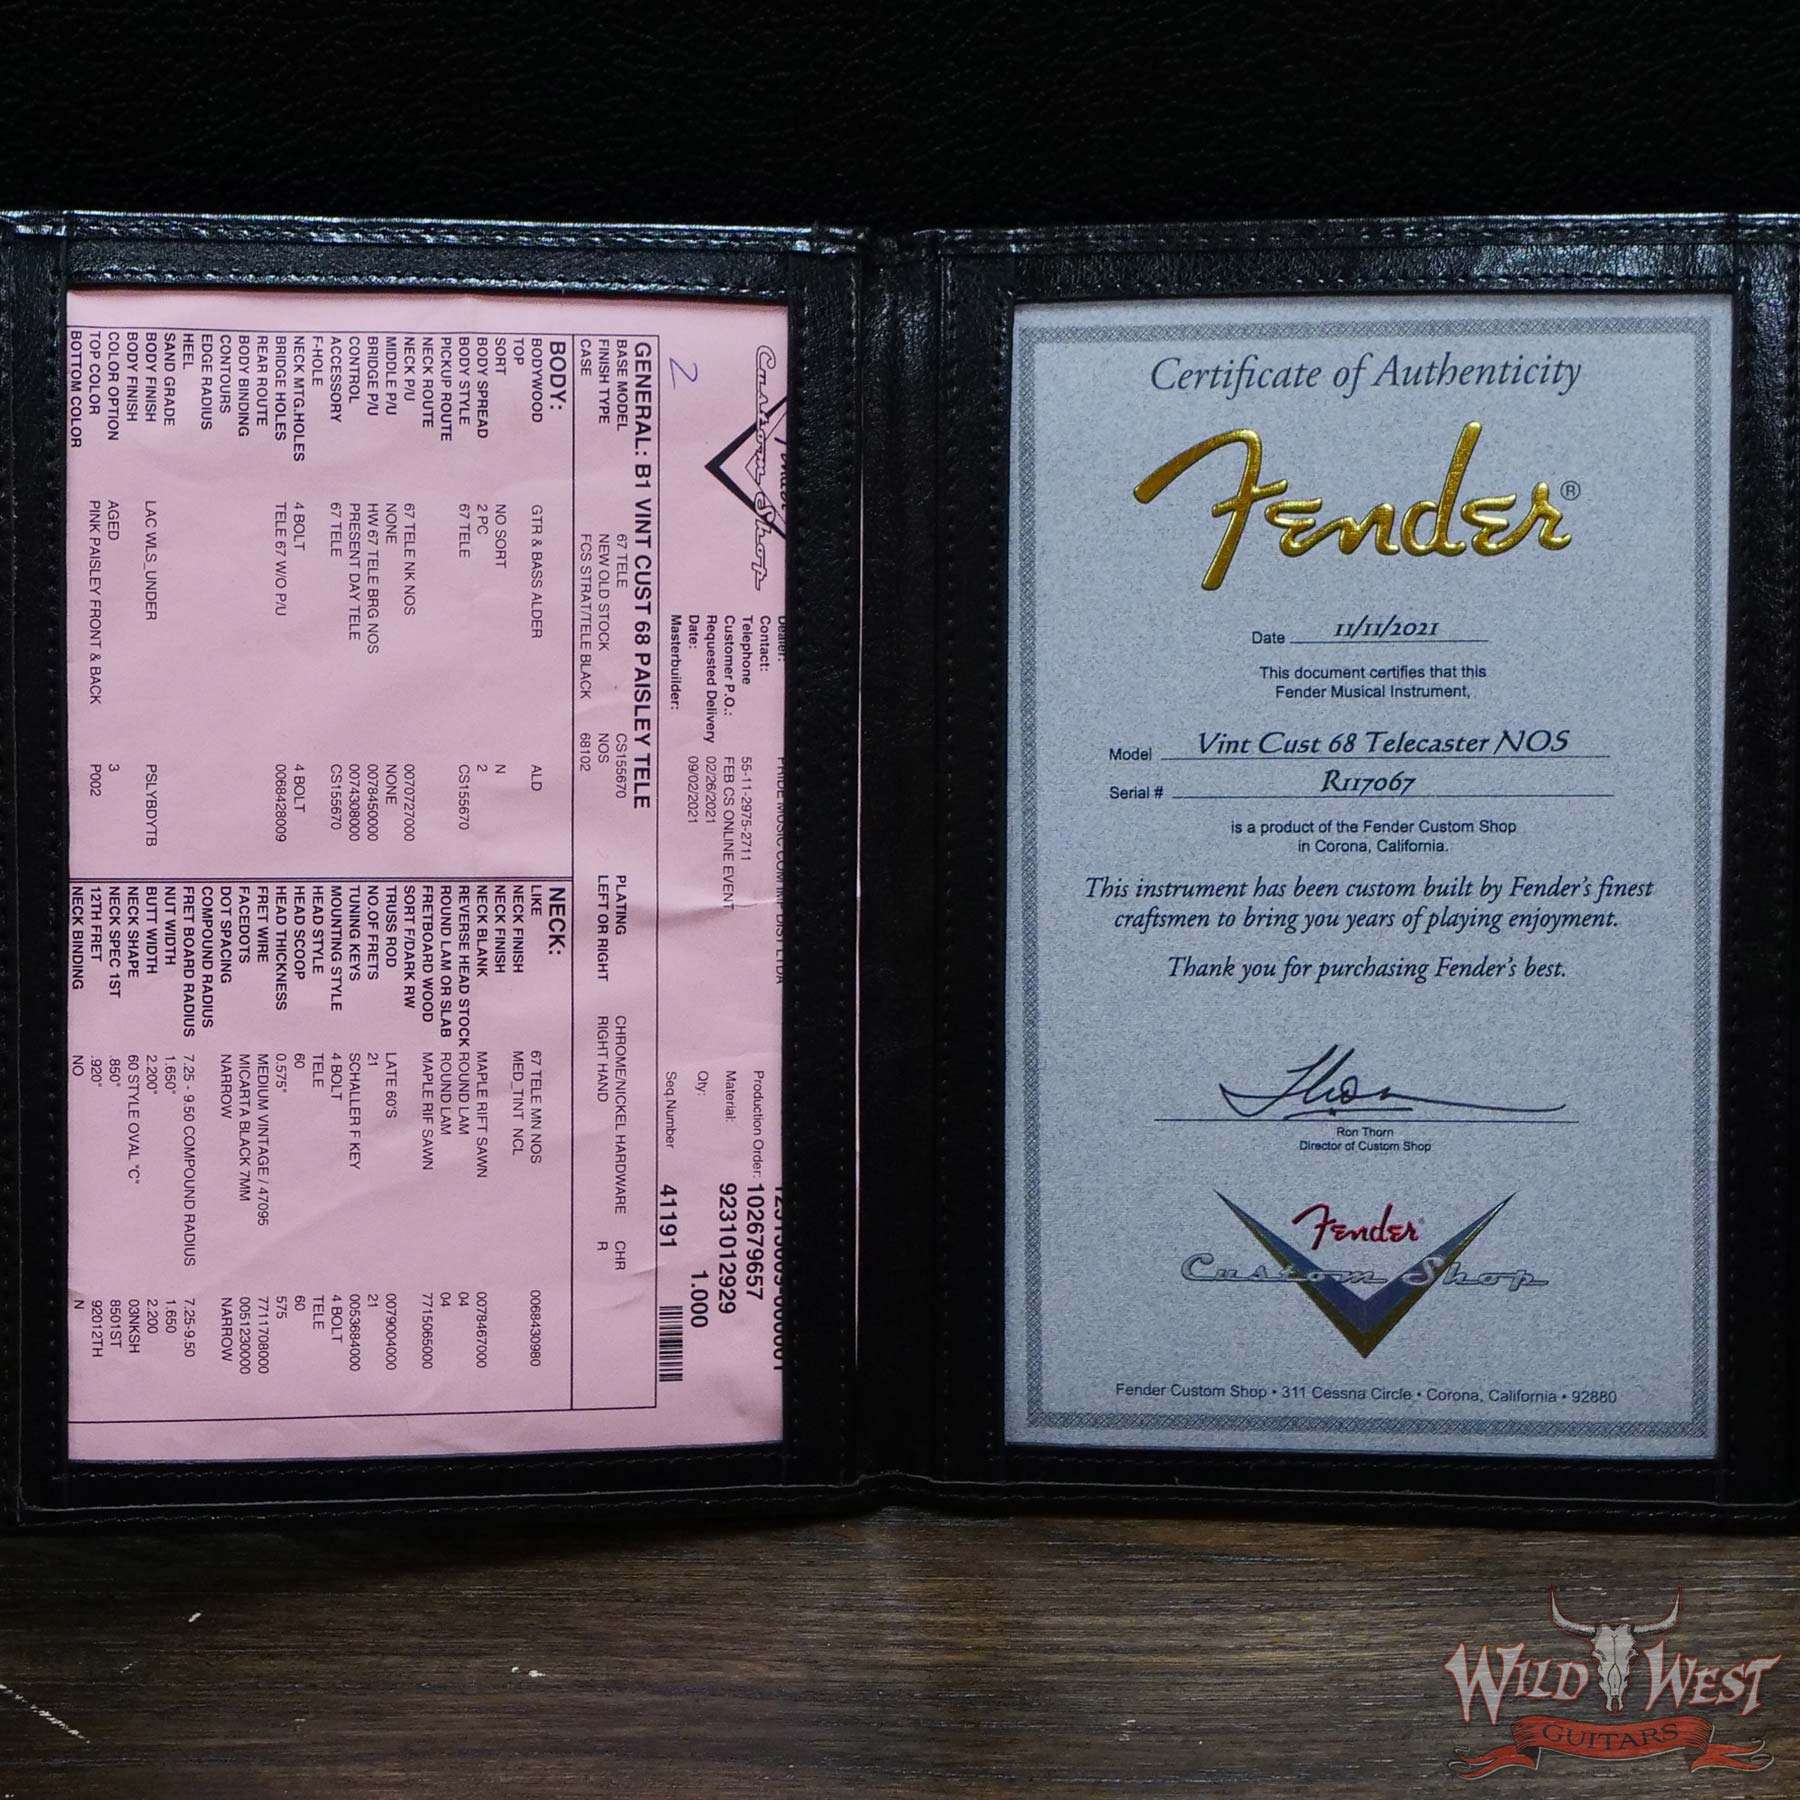 Fender
Custom Shop
2
Dealer: PRIDE MUSIC COM IMP DIST LTDA
Contact:
Telephone 55-11-2975-2711
Customer P.O.: FEB CS ONLINE EVENT
Requested Delivery 02/26/2021
Date: 09/02/2021
Masterbuilder:
Production Order: 102679657
Material: 9231012929
Qty: 1.000
Seq.Number 41191
GENERAL: B1 VINT CUST 68 PAISLEY TELE
BASE MODEL 67 TELE CS155670 PLATING CHROME/NICKEL HARDWARE CHR
FINISH TYPE NEW OLD STOCK NOS LEFT OR RIGHT RIGHT HAND R
CASE FCS STRAT/TELE BLACK 68102
BODY:
BODYWOOD GTR & BASS ALDER ALD
TOP
SORT NO SORT N
BODY SPREAD 2 PC 2
BODY STYLE 67 TELE CS155670
PICKUP ROUTE
NECK ROUTE
NECK P/U 67 TELE NK NOS 0070727000
MIDDLE P/U NONE NONE
BRIDGE P/U HW 67 TELE BRG NOS 0078450000
CONTROL PRESENT DAY TELE 0074308000
ACCESSORY 67 TELE CS155670
F-HOLE
NECK MTG.HOLES 4 BOLT 4 BOLT
BRIDGE HOLES TELE 67 W/O P/U 0068428009
REAR ROUTE
BODY BINDING
CONTOURS
EDGE RADIUS
HEEL
SAND GRADE
BODY FINISH LAC WLS_UNDER PSLYBDYTB
BODY FINISH
COLOR OPTION AGED 3
TOP COLOR PINK PAISLEY FRONT & BACK P002
BOTTOM COLOR
NECK:
LIKE 67 TELE MN NOS 0068430980
NECK FINISH MED_TINT NCL
NECK FINISH
NECK BLANK MAPLE RIFT SAWN 0078467000
REVERSE HEAD STOCK ROUND LAM 04
ROUND LAM OR SLAB ROUND LAM 04
FRETBOARD WOOD MAPLE RIF SAWN 7715065000
SORT F/DARK RW
TRUSS ROD LATE 60'S 0079004000
NO.OF FRETS 21 21
TUNING KEYS SCHALLER F KEY 0053684000
MOUNTING STYLE 4 BOLT 4 BOLT
HEAD STYLE TELE TELE
HEAD SCOOP 60 60
HEAD THICKNESS 0.575" 575
FRET WIRE MEDIUM VINTAGE / 47095 7711708000
FACEDOTS MICARTA BLACK 7MM 0051230000
DOT SPACING NARROW NARROW
COMPOUND RADIUS
FRET BOARD RADIUS 7.25 - 9.50 COMPOUND RADIUS 7.25-9.50
NUT WIDTH 1.650" 1.650
BUTT WIDTH 2.200" 2.200
NECK SHAPE 60 STYLE OVAL "C" 03NKSH
NECK SPEC 1ST .850" 8501ST
12TH FRET .920" 92012TH
NECK BINDING NO N
Certificate of Authenticity
Fender®
Date 11/11/2021
This document certifies that this
Fender Musical Instrument,
Model Vint Cust 68 Telecaster NOS
Serial # R117067
is a product of the Fender Custom Shop
in Corona, California.
This instrument has been custom built by Fender's finest
craftsmen to bring you years of playing enjoyment.
Thank you for purchasing Fender's best.
Ron Thorn
Director of Custom Shop
Fender
Custom Shop
Fender Custom Shop • 311 Cessna Circle • Corona, California • 92880
WILD WEST
GUITARS